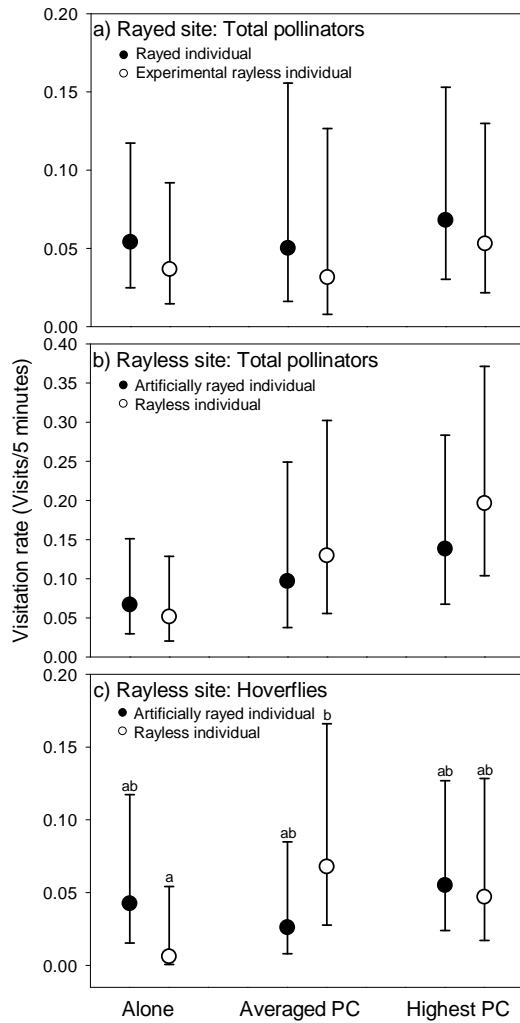 0.20
a) Rayed site: Total pollinators
Rayed individual
Experimental rayless individual
0.15
0.10
0.05
0.00
0.40
b) Rayless site: Total pollinators
Artificially rayed individual
Rayless individual
0.35
0.30
0.25
0.20
0.15
0.10
0.05
0.00
Visitation rate (Visits/5 minutes)
0.20
c) Rayless site: Hoverflies
Artificially rayed individual
Rayless individual
0.15
0.10
0.05
0.00
ab a ab b ab ab
Alone Averaged PC Highest PC